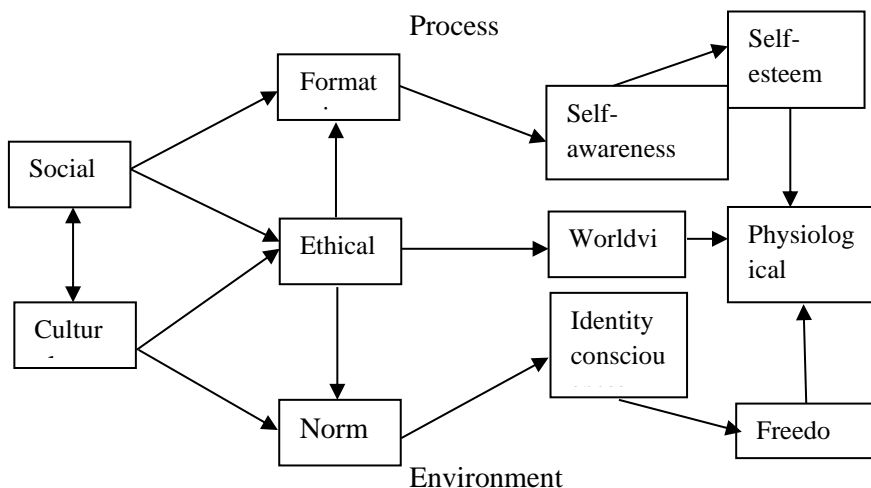 Process
Self-
esteem
Format
Self-
awareness
Social
Ethical
Worldvi
Physiolog
ical
Cultur
Identity
consciou
Norm
Freedo
Environment